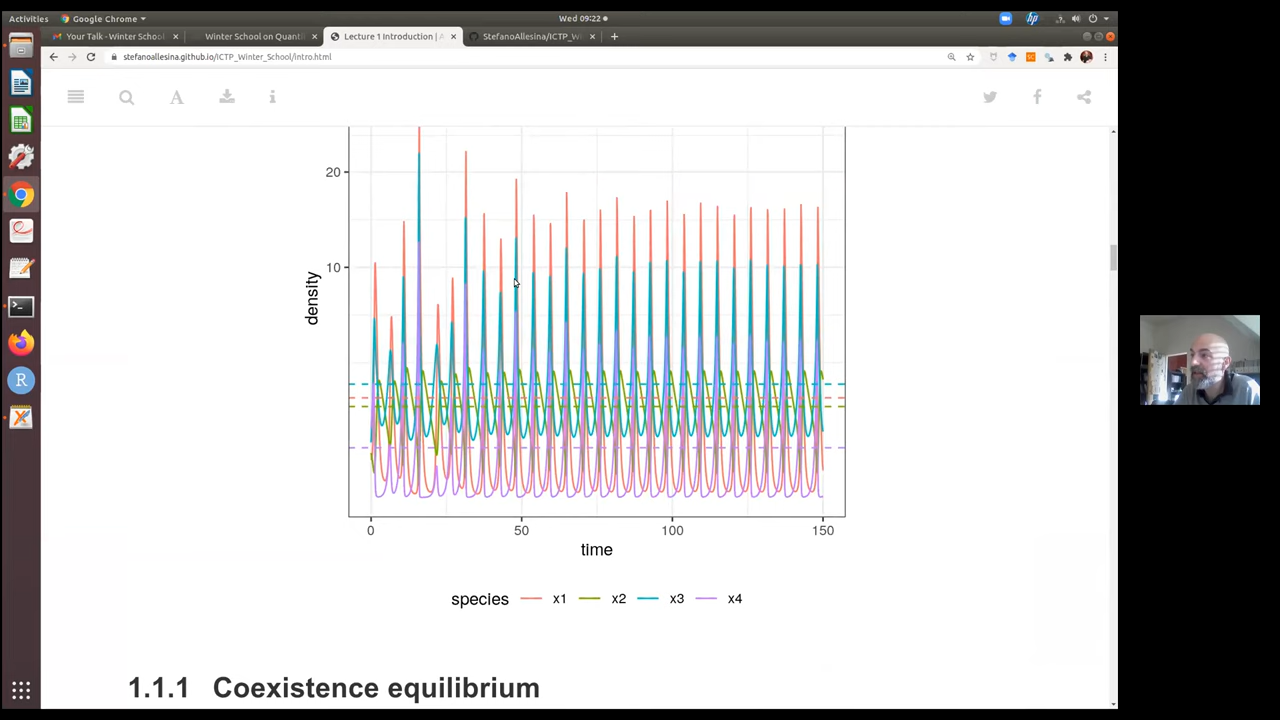 Activities
Google Chrome
Wed 09:22
Your Talk - Winter School
Winter School on Quanti
Lecture 1 Introduction | A
StefanoAllesina/ICTP_Wi
stefanoallesina.github.io/ICTP_Winter_School/intro.html
20
10
density
0
50
100
150
time
species
x1
x2
x3
x4
1.1.1 Coexistence equilibrium